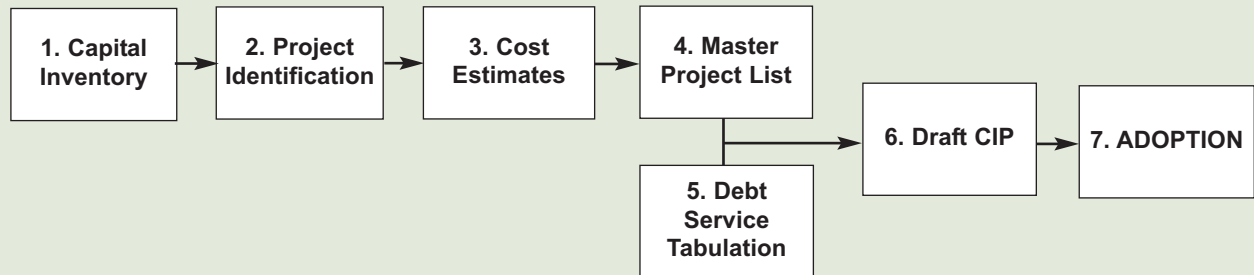 1. Capital
Inventory
2. Project
Identification
3. Cost
Estimates
4. Master
Project List
5. Debt
Service
Tabulation
6. Draft CIP
7. ADOPTION